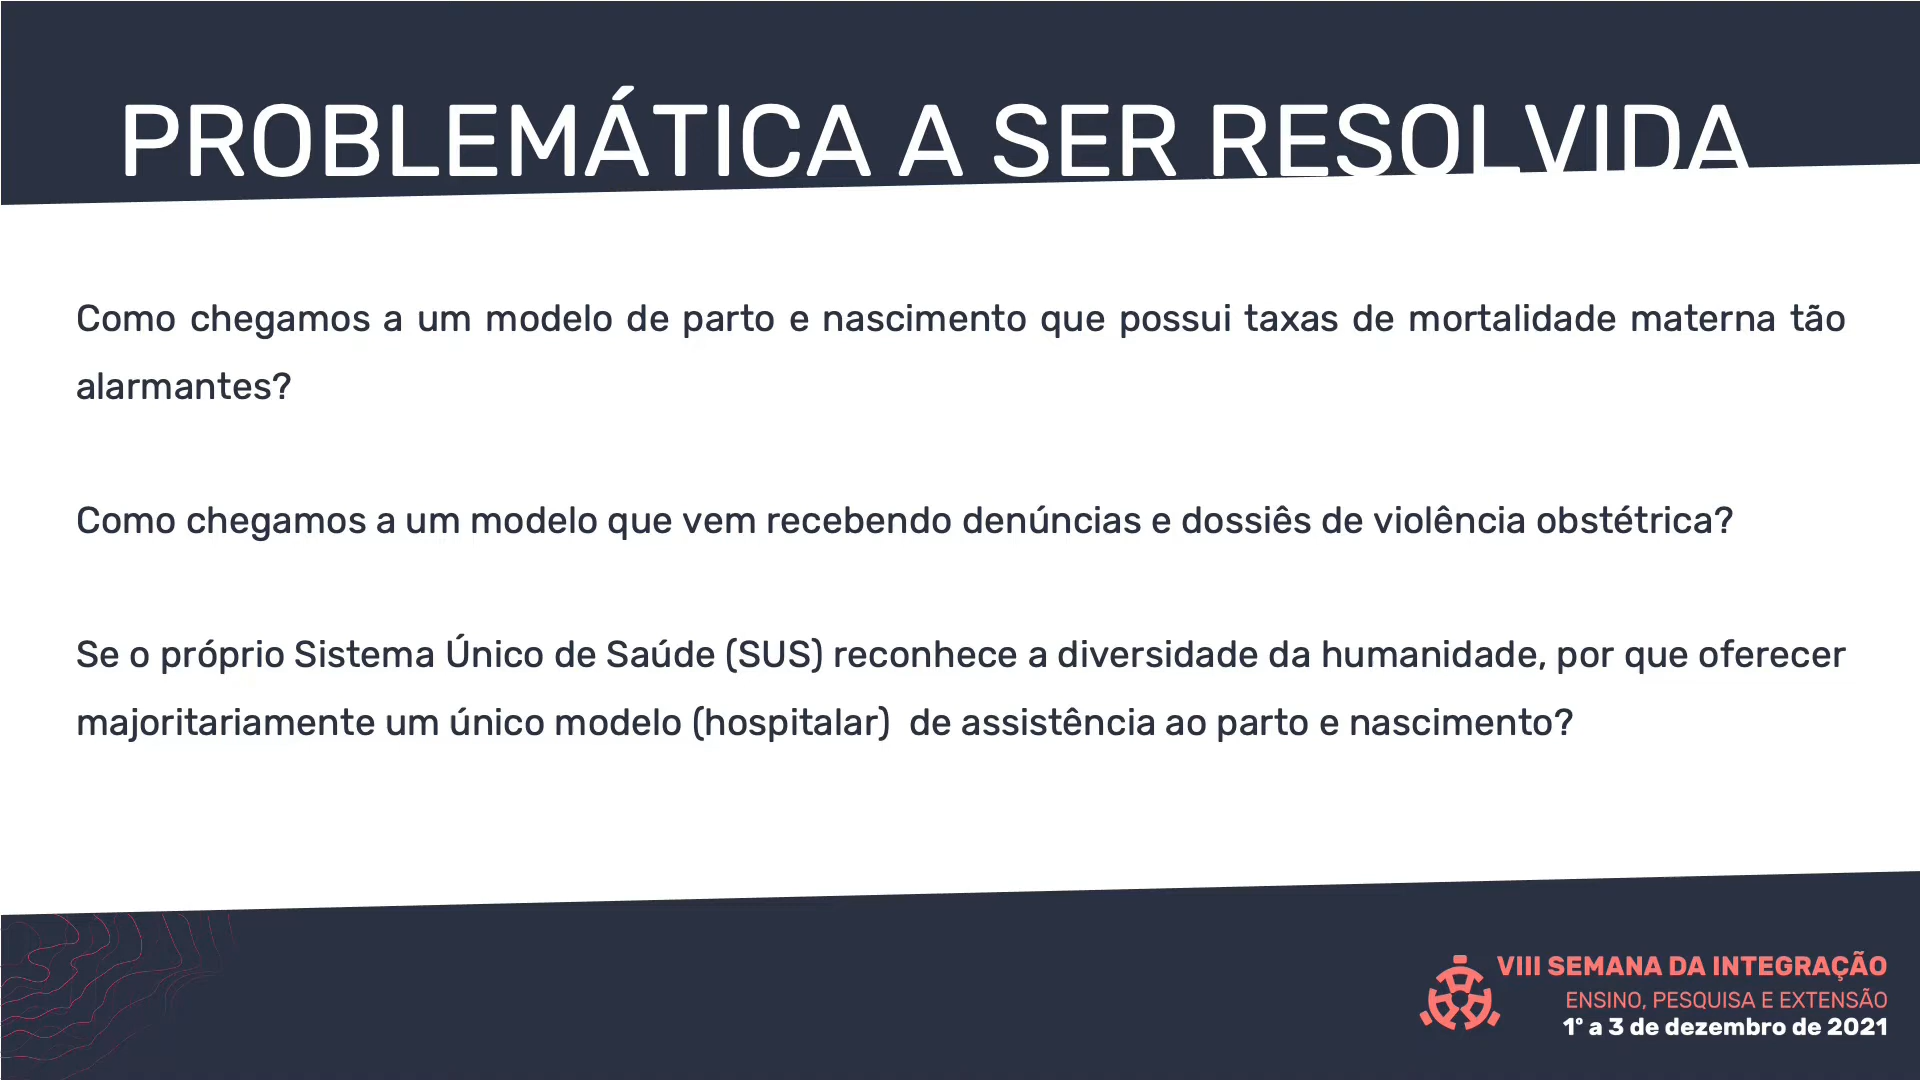 PROBLEMÁTICA A SER RESOLVIDA
Como chegamos a um modelo de parto e nascimento que possui taxas de mortalidade materna tão
alarmantes?
Como chegamos a um modelo que vem recebendo denúncias e dossiês de violência obstétrica?
Se o próprio Sistema Único de Saúde (SUS) reconhece a diversidade da humanidade, por que oferecer
majoritariamente um único modelo (hospitalar)  de assistência ao parto e nascimento?
VIII SEMANA DA INTEGRAÇÃO
ENSINO, PESQUISA E EXTENSÃO
1º a 3 de dezembro de 2021